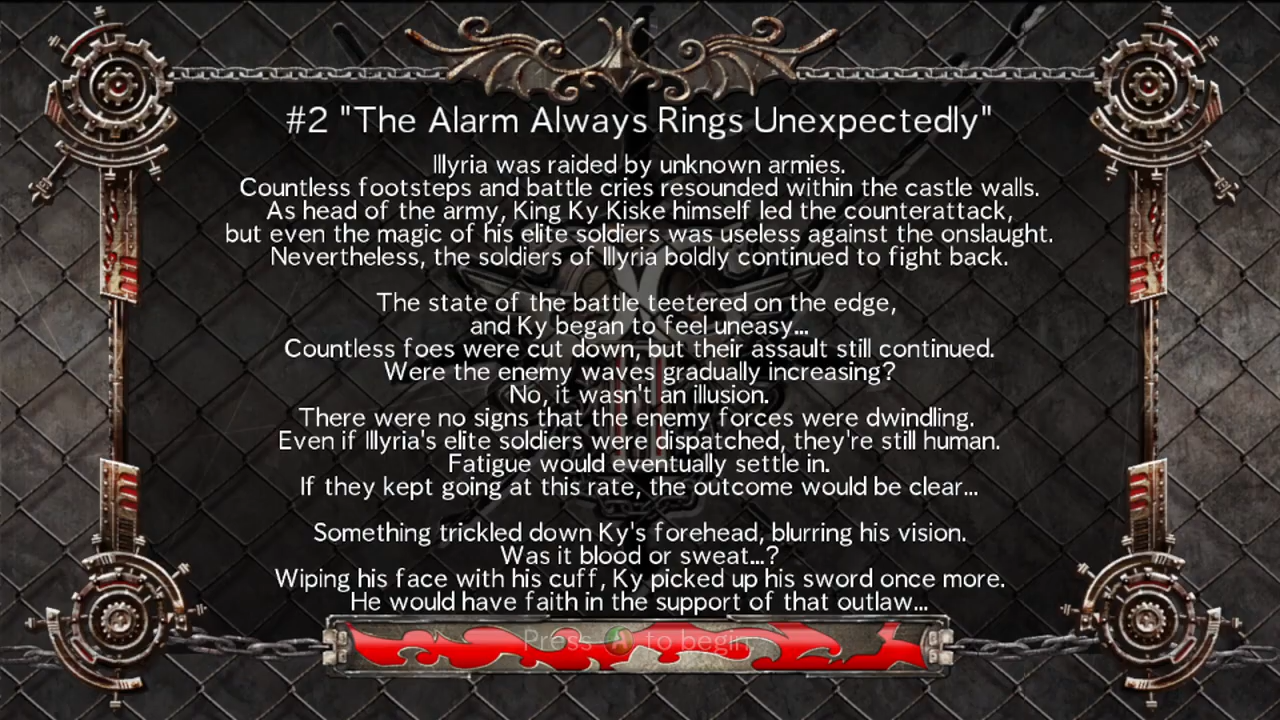 #2 "The Alarm Always Rings Unexpectedly"
Illyria was raided by unknown armies.
Countless footsteps and battle cries resounded within the castle walls.
As head of the army, King Ky Kiske himself led the counterattack,
but even the magic of his elite soldiers was useless against the onslaught.
Nevertheless, the soldiers of Illyria boldly continued to fight back.
The state of the battle teetered on the edge,
and Ky began to feel uneasy...
Countless foes were cut down, but their assault still continued.
Were the enemy waves gradually increasing?
No, it wasn't an illusion.
There were no signs that the enemy forces were dwindling.
Even if Illyria's elite soldiers were dispatched, they're still human.
Fatigue would eventually settle in.
If they kept going at this rate, the outcome would be clear...
Something trickled down Ky's forehead, blurring his vision.
Was it blood or sweat...?
Wiping his face with his cuff, Ky picked up his sword once more.
He would have faith in the support of that outlaw...
Press A to begin.